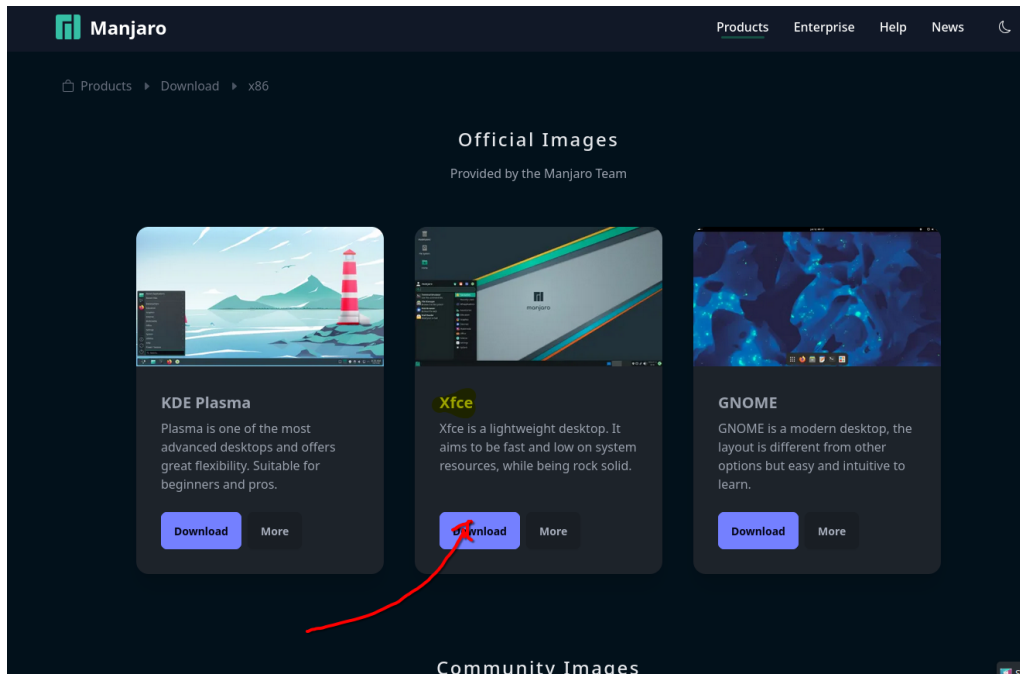 Manjaro
Products Enterprise Help News
Products Download x86
Official Images
Provided by the Manjaro Team
manjaro
KDE Plasma
Plasma is one of the most
advanced desktops and offers
great flexibility. Suitable for
beginners and pros.
Download More
Xfce
Xfce is a lightweight desktop. It
aims to be fast and low on system
resources, while being rock solid.
Download More
GNOME
GNOME is a modern desktop, the
layout is different from other
options but easy and intuitive to
learn.
Download More
Community Images